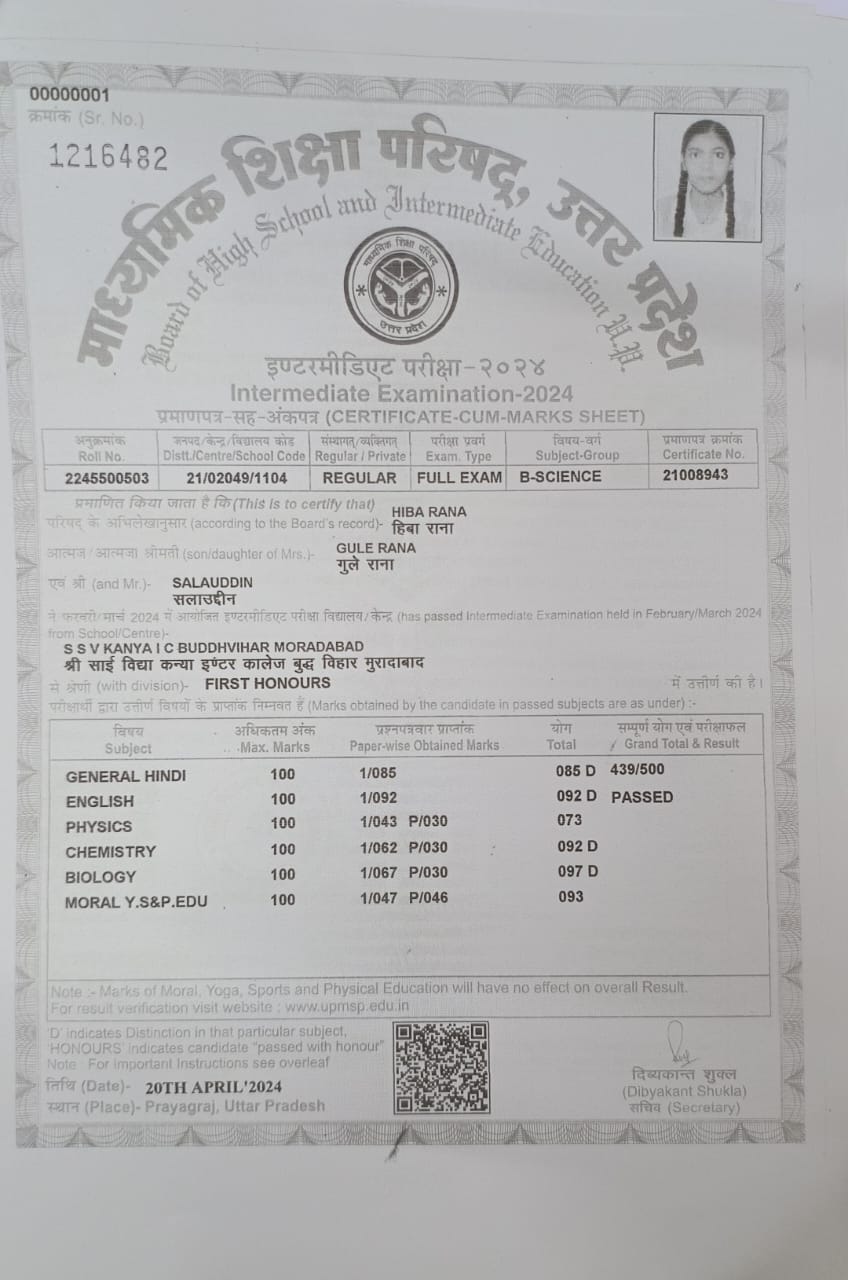 00000001
क्रमांक (Sr. No.)
1216482
माध्यमिक शिक्षा परिषद्, उत्तर प्रदेश
Board of High School and Intermediate Education U.P.
माध्यमिक शिक्षा परिषद्
उत्तर प्रदेश
इण्टरमीडिएट परीक्षा-२०२४
Intermediate Examination-2024
प्रमाणपत्र-सह-अंकपत्र (CERTIFICATE-CUM-MARKS SHEET)
अनुक्रमांक जनपद/केन्द्र/विद्यालय कोड संस्थागत/व्यक्तिगत परीक्षा प्रवर्ग विषय-वर्ग प्रमाणपत्र क्रमांक
Roll No. Distt./Centre/School Code Regular / Private Exam. Type Subject-Group Certificate No.
2245500503 21/02049/1104 REGULAR FULL EXAM B-SCIENCE 21008943
प्रमाणित किया जाता है कि (This is to certify that) HIBA RANA
परिषद् के अभिलेखानुसार (according to the Board's record)- हिबा राना
आत्मज/आत्मजा श्रीमती (son/daughter of Mrs.)- GULE RANA
गुले राना
एवं श्री (and Mr.)- SALAUDDIN
सलाउद्दीन
ने फरवरी/मार्च 2024 में आयोजित इण्टरमीडिएट परीक्षा विद्यालय/केन्द्र (has passed Intermediate Examination held in February/March 2024
from School/Centre)-
S S V KANYA I C BUDDHVIHAR MORADABAD
श्री साई विद्या कन्या इण्टर कालेज बुद्ध विहार मुरादाबाद
से श्रेणी (with division)- FIRST HONOURS में उत्तीर्ण की है।
परीक्षार्थी द्वारा उत्तीर्ण विषयों के प्राप्तांक निम्नवत हैं (Marks obtained by the candidate in passed subjects are as under) :-
विषय अधिकतम अंक प्रश्नपत्रवार प्राप्तांक योग सम्पूर्ण योग एवं परीक्षाफल
Subject Max. Marks Paper-wise Obtained Marks Total Grand Total & Result
GENERAL HINDI 100 1/085 085 D 439/500
ENGLISH 100 1/092 092 D PASSED
PHYSICS 100 1/043 P/030 073
CHEMISTRY 100 1/062 P/030 092 D
BIOLOGY 100 1/067 P/030 097 D
MORAL Y.S&P.EDU 100 1/047 P/046 093
Note :- Marks of Moral, Yoga, Sports and Physical Education will have no effect on overall Result.
For result verification visit website : www.upmsp.edu.in
'D' indicates Distinction in that particular subject,
'HONOURS' indicates candidate "passed with honour"
Note : For important Instructions see overleaf
तिथि (Date)- 20TH APRIL'2024
स्थान (Place)- Prayagraj, Uttar Pradesh
दिब्यकान्त शुक्ल
(Dibyakant Shukla)
सचिव (Secretary)